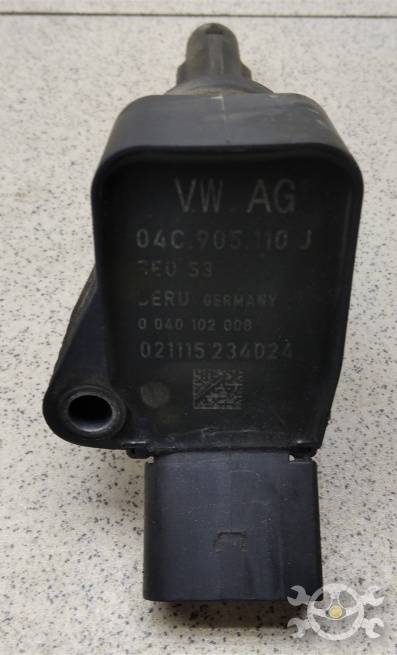 VW AG
04C.905.110 J
BERU GERMANY
0 040 102 008
021115 234024